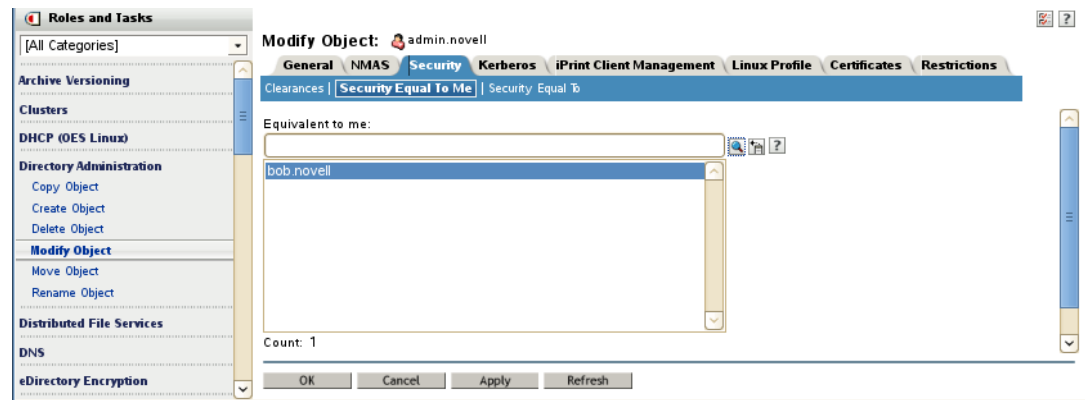 Roles and Tasks
[All Categories]
Archive Versioning
Clusters
DHCP (OES Linux)
Directory Administration
Copy Object
Create Object
Delete Object
Modify Object
Move Object
Rename Object
Distributed File Services
DNS
eDirectory Encryption
?
Modify Object: admin.novell
General NMAS Security Kerberos iPrint Client Management Linux Profile Certificates Restrictions
Clearances | Security Equal To Me | Security Equal To
Equivalent to me:
?
bob.novell
Count: 1
OK Cancel Apply Refresh